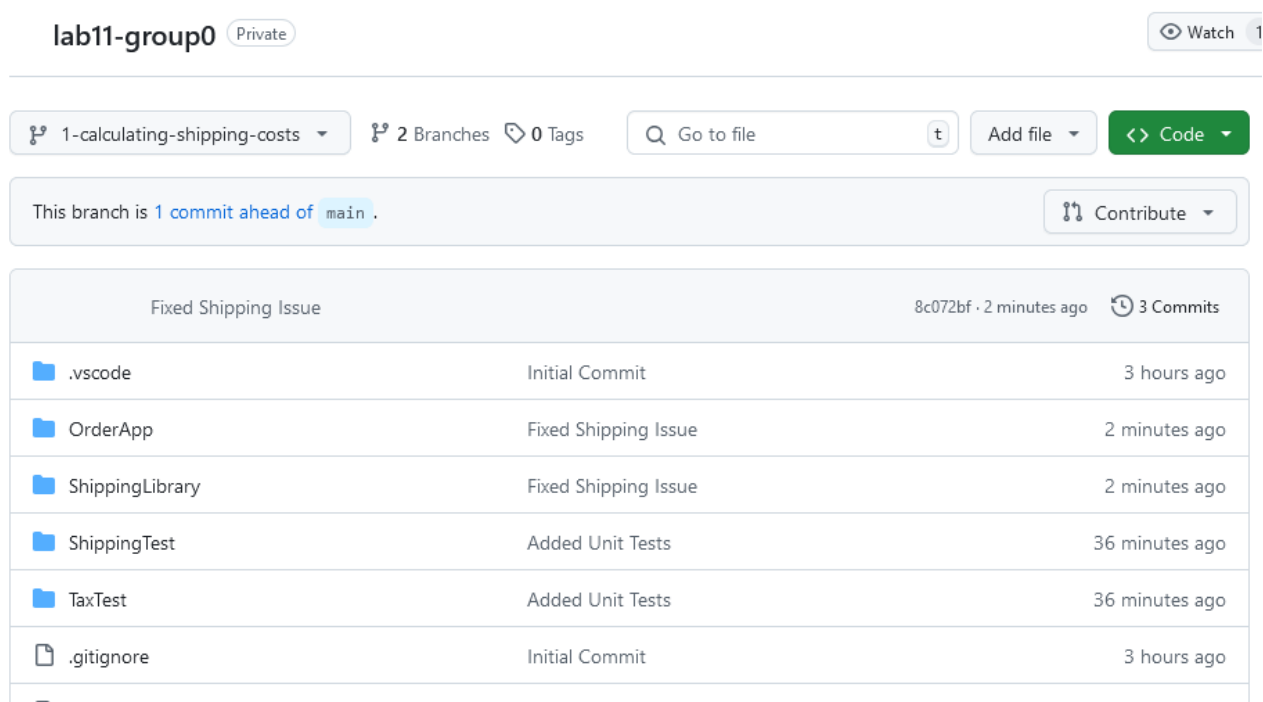 lab11-group0 Private Watch 1
1-calculating-shipping-costs 2 Branches 0 Tags Go to file t Add file Code
This branch is 1 commit ahead of main .
Contribute
Fixed Shipping Issue 8c072bf · 2 minutes ago 3 Commits
.vscode Initial Commit 3 hours ago
OrderApp Fixed Shipping Issue 2 minutes ago
ShippingLibrary Fixed Shipping Issue 2 minutes ago
ShippingTest Added Unit Tests 36 minutes ago
TaxTest Added Unit Tests 36 minutes ago
.gitignore Initial Commit 3 hours ago